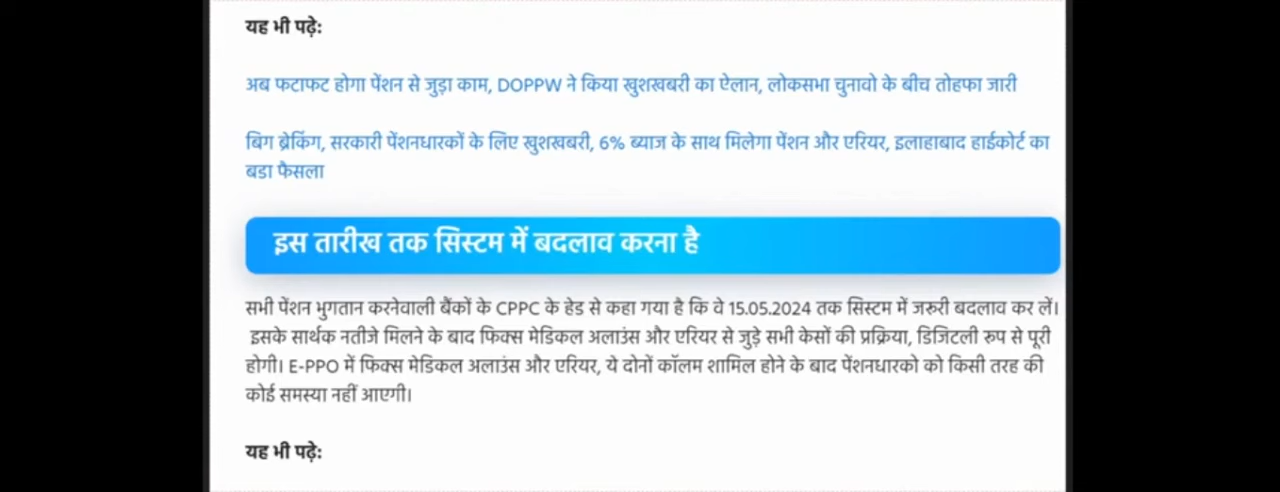 यह भी पढ़े:
अब फटाफट होगा पेंशन से जुड़ा काम, DOPPW ने किया खुशखबरी का ऐलान, लोकसभा चुनावो के बीच तोहफा जारी
बिग ब्रेकिंग, सरकारी पेंशनधारकों के लिए खुशखबरी, 6% ब्याज के साथ मिलेगा पेंशन और एरियर, इलाहाबाद हाईकोर्ट का
बडा फैसला
इस तारीख तक सिस्टम में बदलाव करना है
सभी पेंशन भुगतान करनेवाली बैंकों के CPPC के हेड से कहा गया है कि वे 15.05.2024 तक सिस्टम में जरूरी बदलाव कर लें।
इसके सार्थक नतीजे मिलने के बाद फिक्स मेडिकल अलाउंस और एरियर से जुड़े सभी केसों की प्रक्रिया, डिजिटली रूप से पूरी
होगी। E-PPO में फिक्स मेडिकल अलाउंस और एरियर, ये दोनों कॉलम शामिल होने के बाद पेंशनधारको को किसी तरह की
कोई समस्या नहीं आएगी।
यह भी पढ़े: